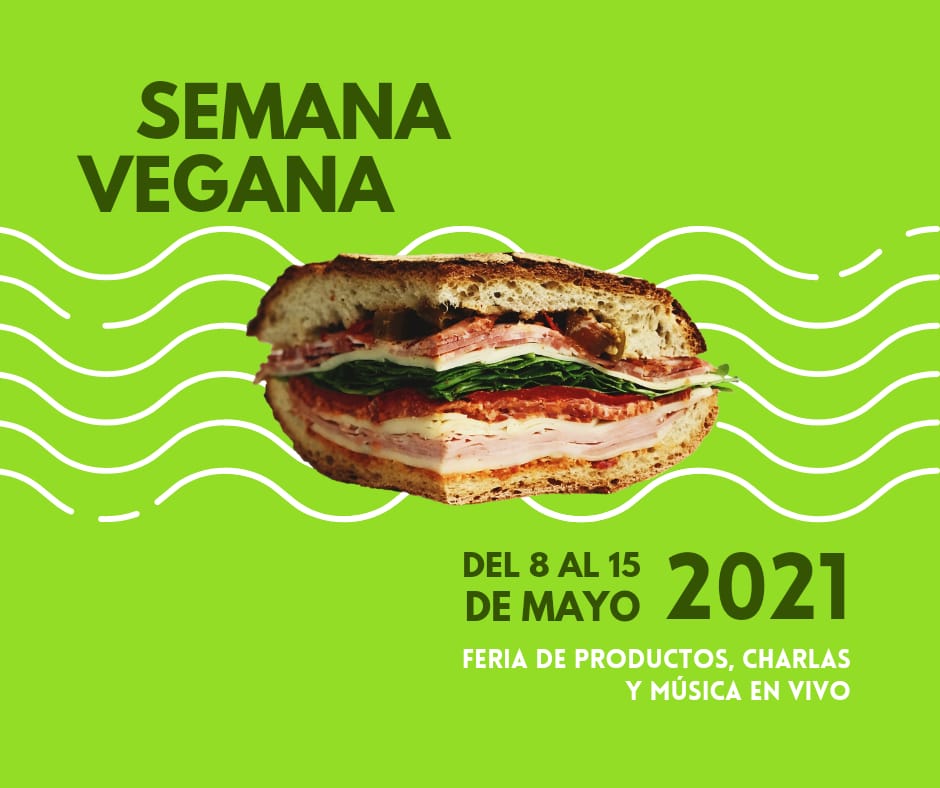 SEMANA
VEGANA
DEL 8 AL 15
DE MAYO 2021
FERIA DE PRODUCTOS, CHARLAS
Y MÚSICA EN VIVO